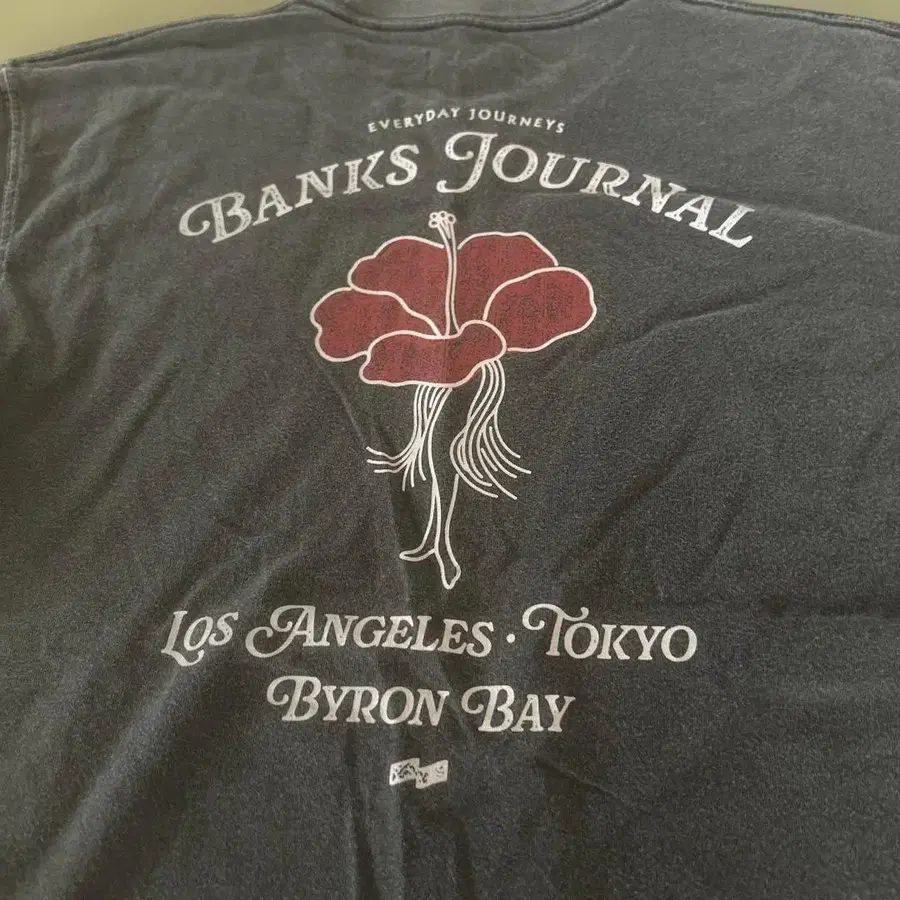 EVERYDAY JOURNEYS
BANKS JOURNAL
LOS ANGELES · TOKYO
BYRON BAY